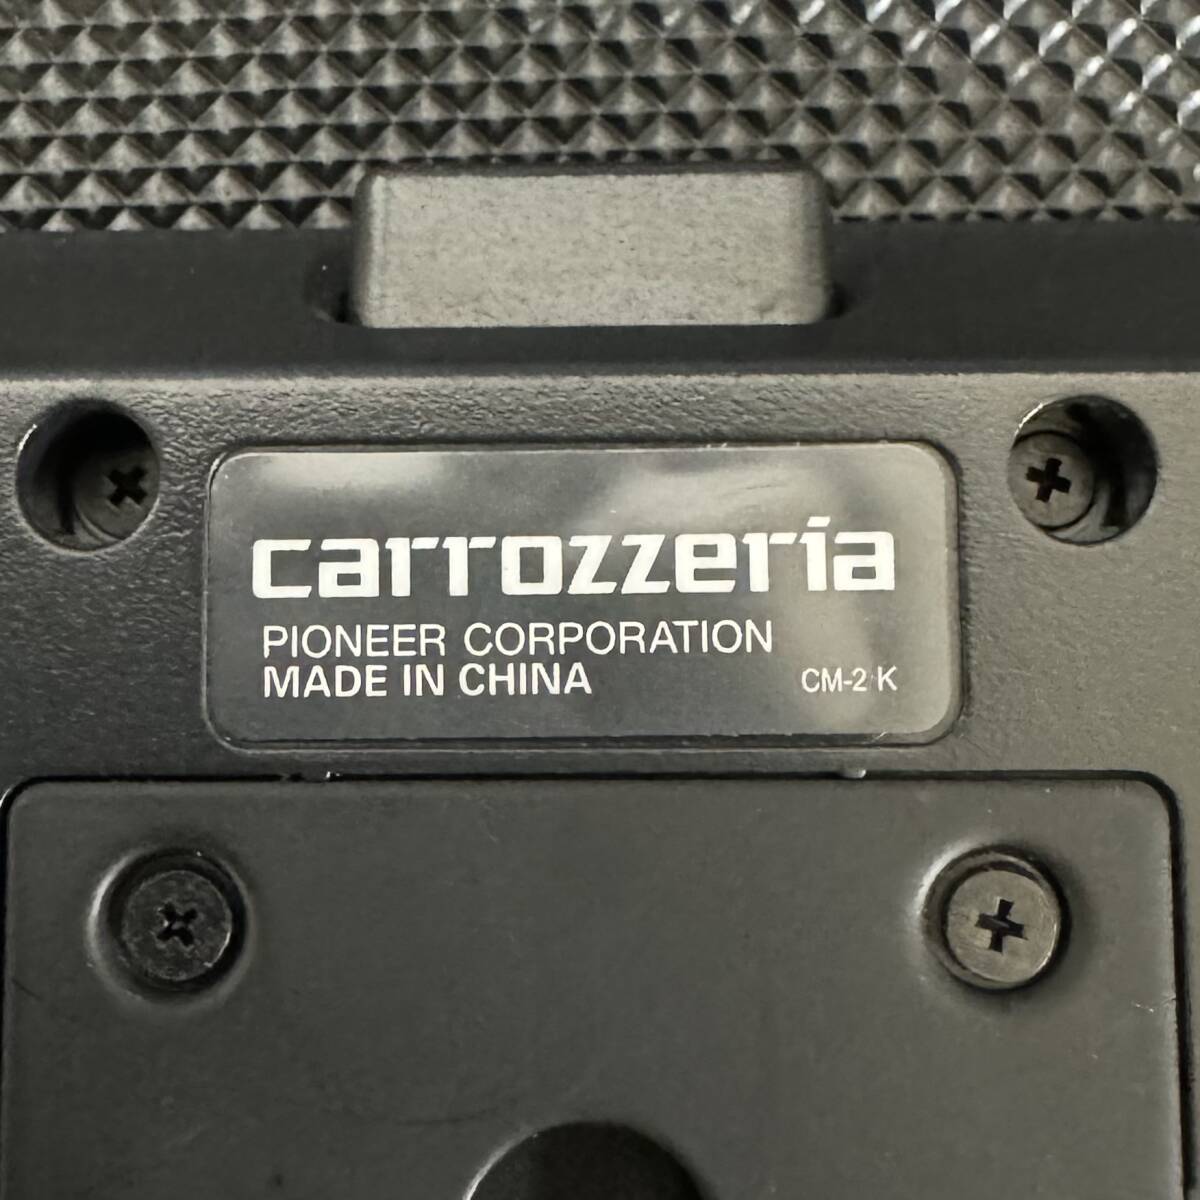 carrozzeria
PIONEER CORPORATION
MADE IN CHINA
CM-2 K